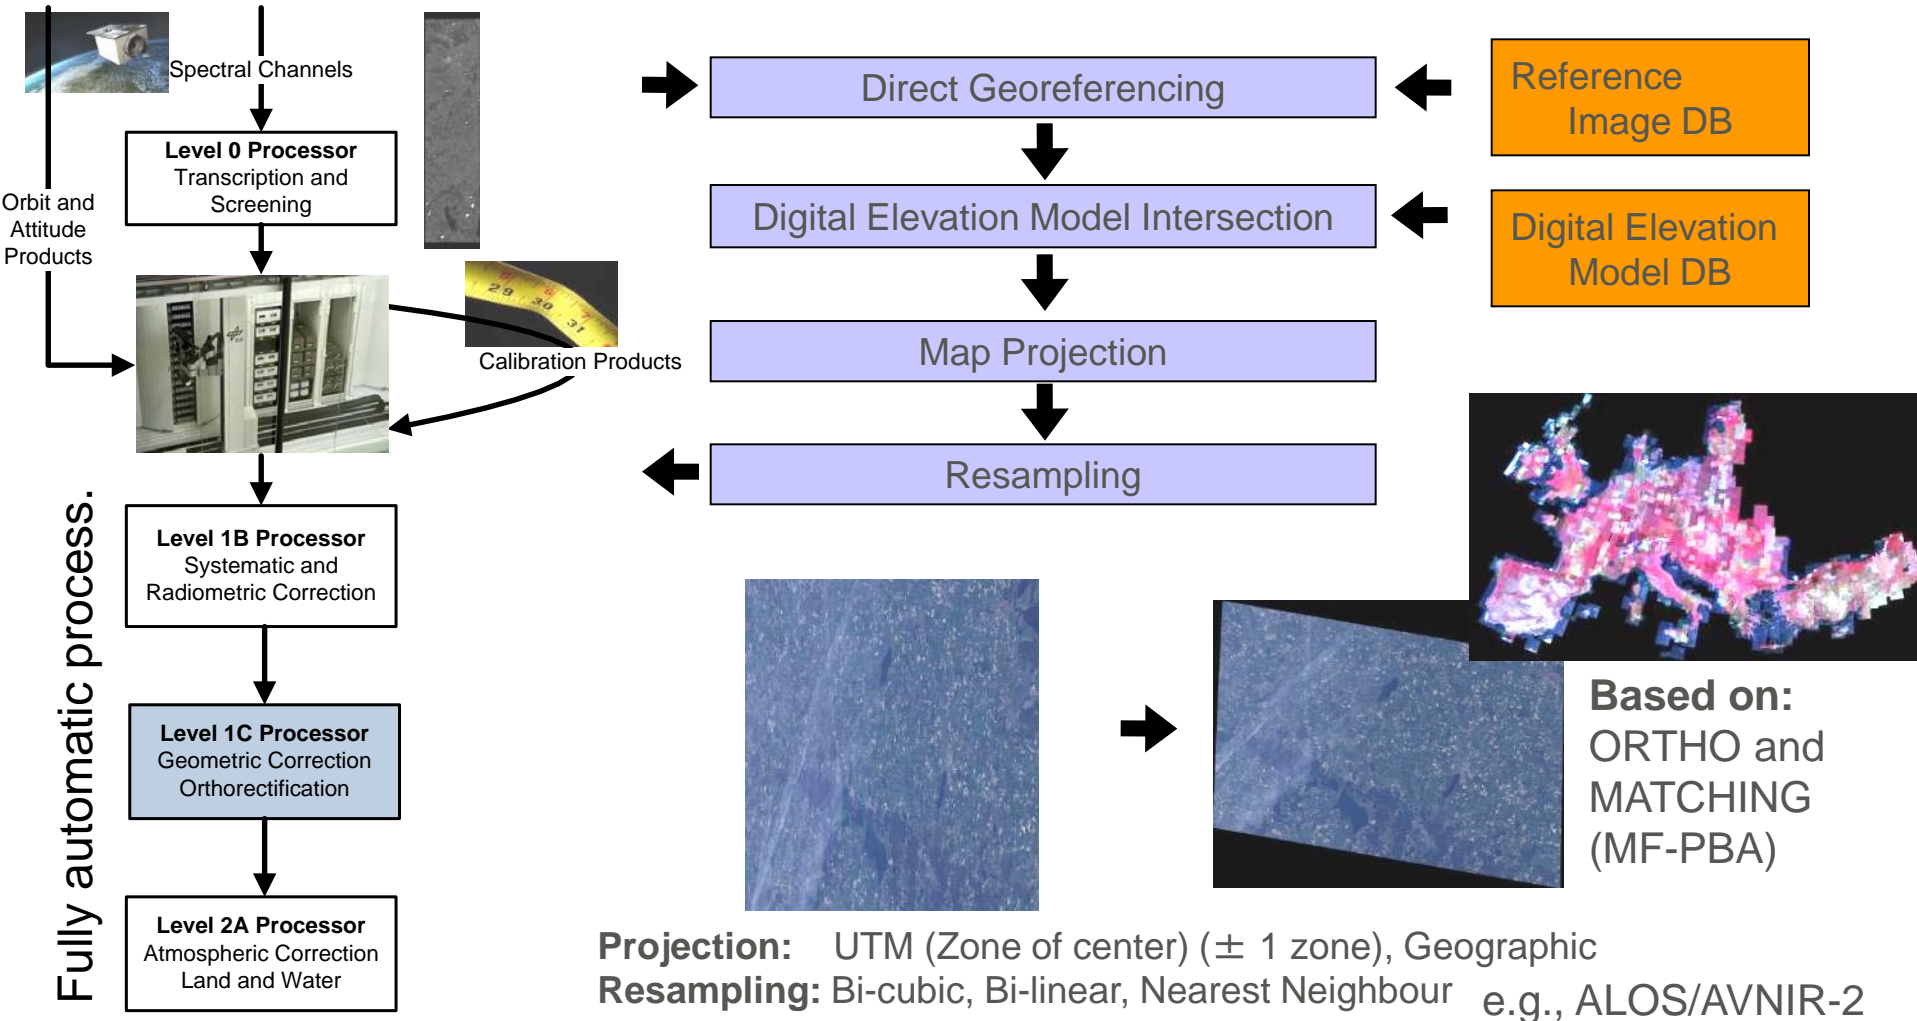 Spectral Channels
Level 0 Processor
Transcription and
Screening
Orbit and
Attitude
Products
29
30
31
Calibration Products
Level 1B Processor
Systematic and
Radiometric Correction
Level 1C Processor
Geometric Correction
Orthorectification
Level 2A Processor
Atmospheric Correction
Land and Water
Fully automatic process.
Direct Georeferencing
Digital Elevation Model Intersection
Map Projection
Resampling
Reference
Image DB
Digital Elevation
Model DB
Based on:
ORTHO and
MATCHING
(MF-PBA)
Projection: UTM (Zone of center) (± 1 zone), Geographic
Resampling: Bi-cubic, Bi-linear, Nearest Neighbour
e.g., ALOS/AVNIR-2